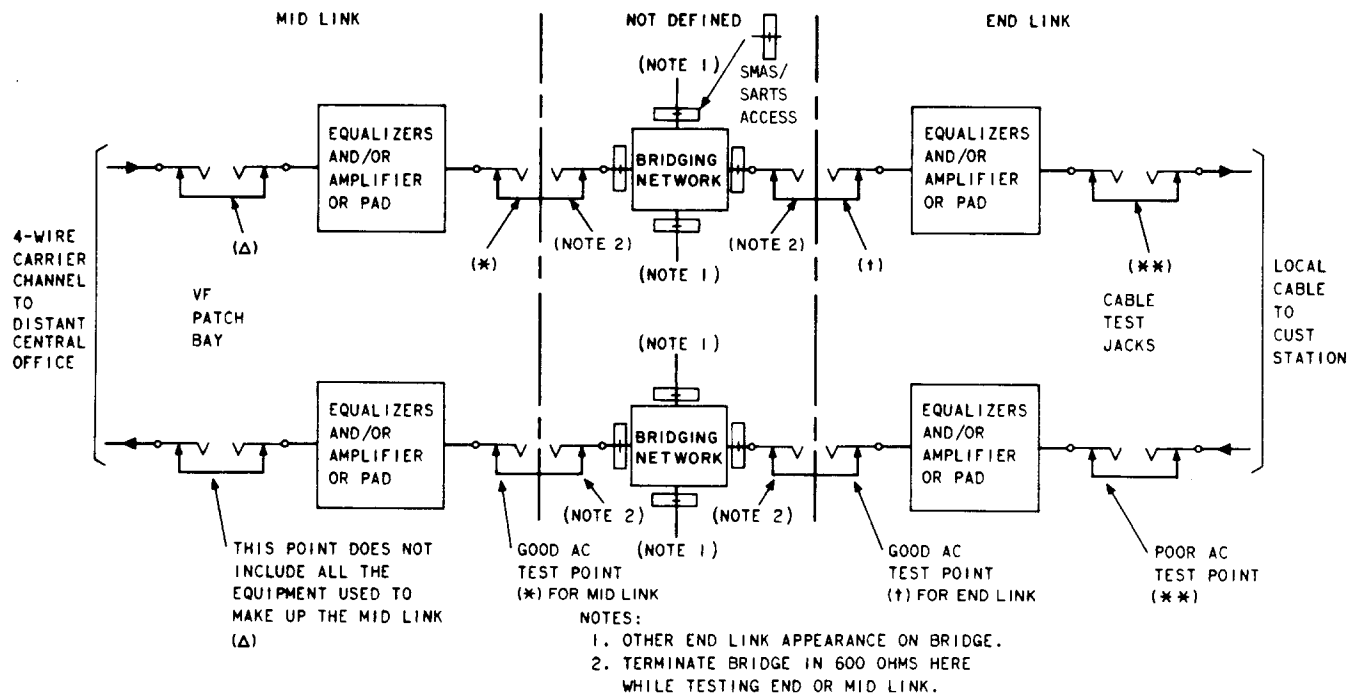 MID LINK
NOT DEFINED
END LINK
(NOTE 1)
SMAS/
SARTS
ACCESS
EQUALIZERS
AND/OR
AMPLIFIER
OR PAD
BRIDGING
NETWORK
EQUALIZERS
AND/OR
AMPLIFIER
OR PAD
(Δ)
(*)
(NOTE 2)
(NOTE 1)
(NOTE 2)
(†)
(**)
4-WIRE
CARRIER
CHANNEL
TO
DISTANT
CENTRAL
OFFICE
VF
PATCH
BAY
CABLE
TEST
JACKS
LOCAL
CABLE
TO
CUST
STATION
(NOTE 1)
EQUALIZERS
AND/OR
AMPLIFIER
OR PAD
BRIDGING
NETWORK
EQUALIZERS
AND/OR
AMPLIFIER
OR PAD
(NOTE 2)
(NOTE 1)
(NOTE 2)
THIS POINT DOES NOT
INCLUDE ALL THE
EQUIPMENT USED TO
MAKE UP THE MID LINK
(Δ)
GOOD AC
TEST POINT
(*) FOR MID LINK
GOOD AC
TEST POINT
(†) FOR END LINK
POOR AC
TEST POINT
(**)
NOTES:
1. OTHER END LINK APPEARANCE ON BRIDGE.
2. TERMINATE BRIDGE IN 600 OHMS HERE
WHILE TESTING END OR MID LINK.